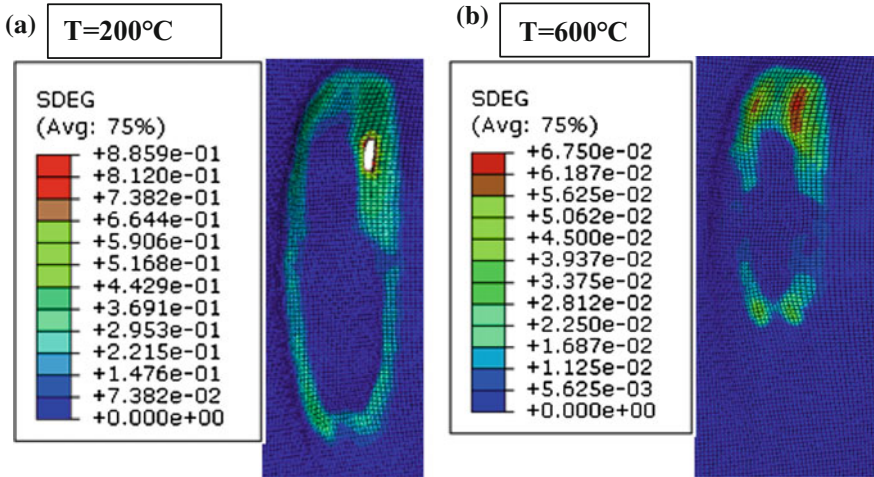 (a)
T=200°C
SDEG
(Avg: 75%)
+8.859e-01
+8.120e-01
+7.382e-01
+6.644e-01
+5.906e-01
+5.168e-01
+4.429e-01
+3.691e-01
+2.953e-01
+2.215e-01
+1.476e-01
+7.382e-02
+0.000e+00
(b)
T=600°C
SDEG
(Avg: 75%)
+6.750e-02
+6.187e-02
+5.625e-02
+5.062e-02
+4.500e-02
+3.937e-02
+3.375e-02
+2.812e-02
+2.250e-02
+1.687e-02
+1.125e-02
+5.625e-03
+0.000e+00